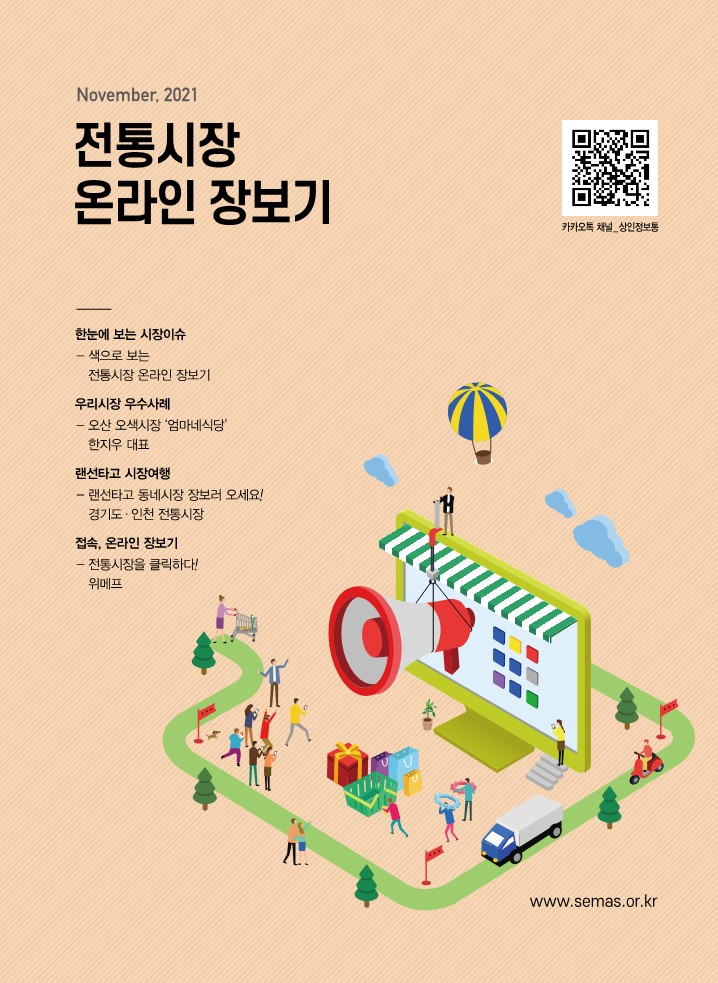 November, 2021
전통시장
온라인 장보기
카카오톡 채널_상인정보통
한눈에 보는 시장이슈
– 색으로 보는
전통시장 온라인 장보기
우리시장 우수사례
– 오산 오색시장 ‘엄마네식당’
한지우 대표
랜선타고 시장여행
– 랜선타고 동네시장 장보러 오세요!
경기도 · 인천 전통시장
접속, 온라인 장보기
– 전통시장을 클릭하다!
위메프
www.semas.or.kr